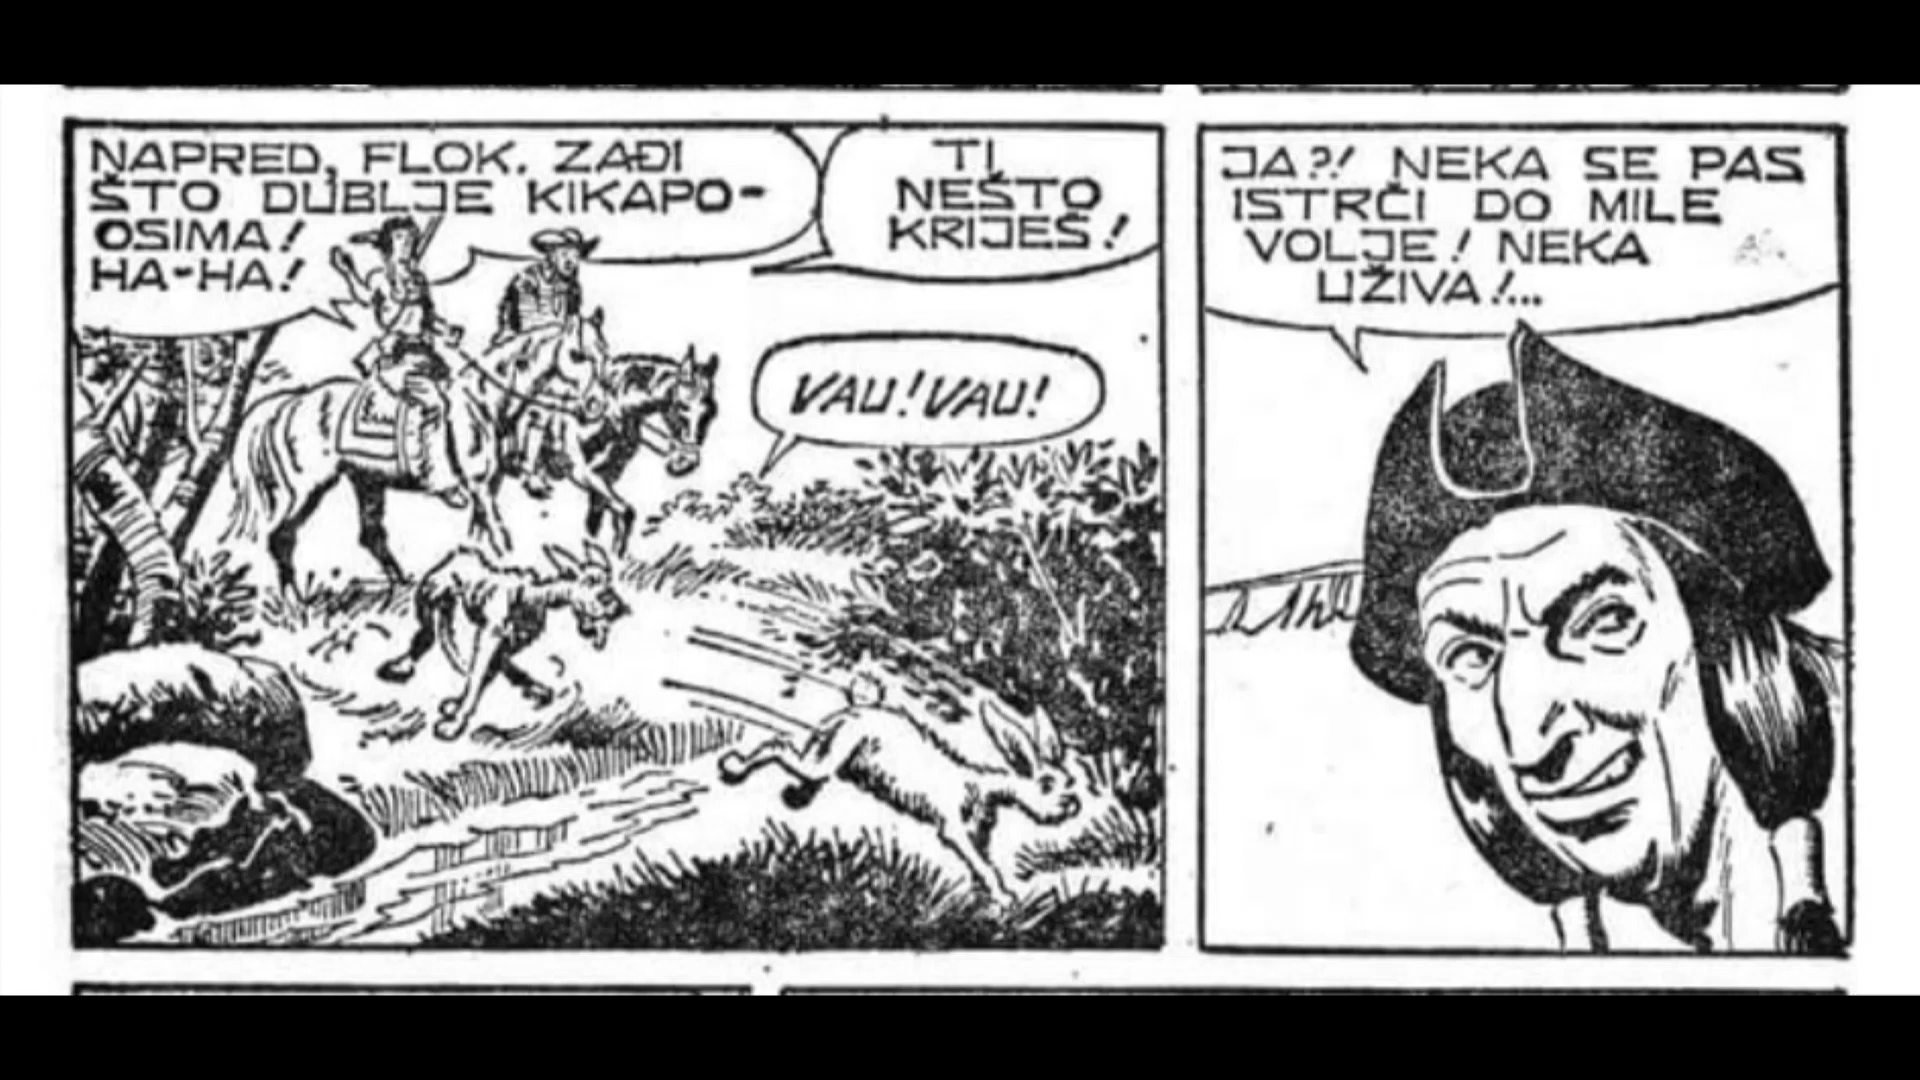 NAPRED, FLOK. ZAĐI
ŠTO DUBLJE KIKAPO-
OSIMA!
HA-HA!
TI
NEŠTO
KRIJEŠ!
VAU! VAU!
JA?! NEKA SE PAS
ISTRČI DO MILE
VOLJE! NEKA
UŽIVA!...